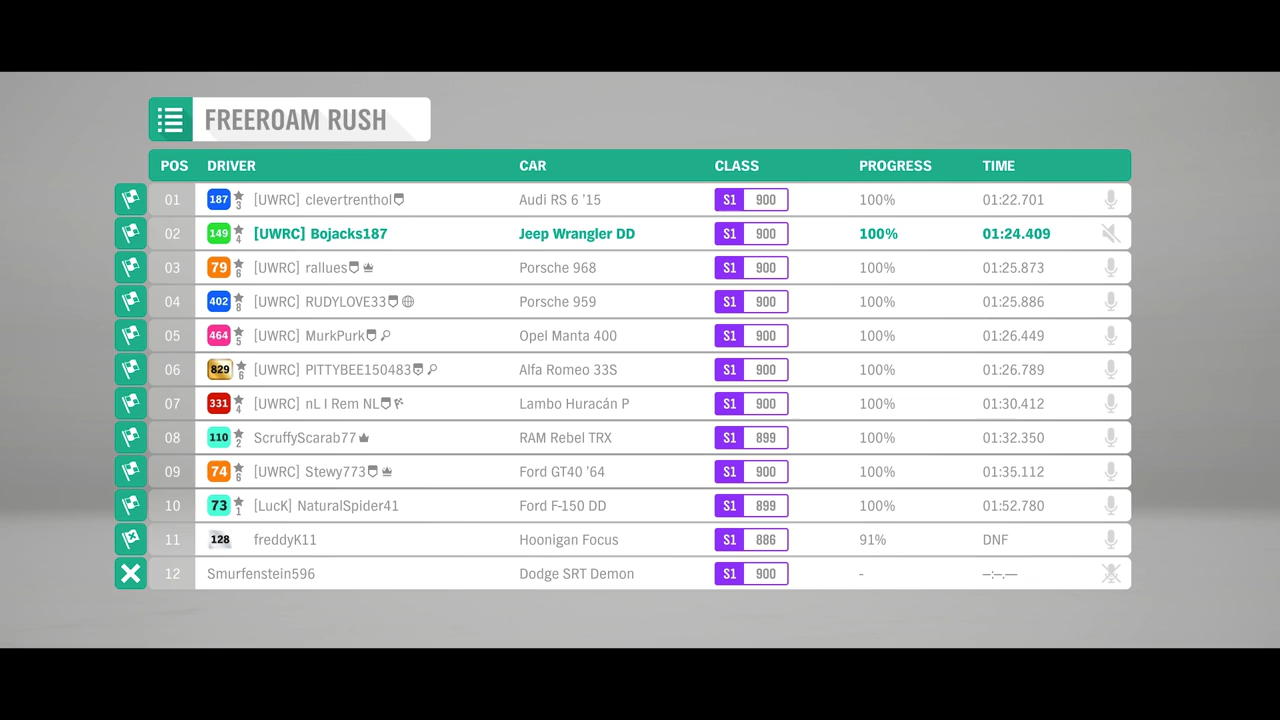 FREEROAM RUSH
POS DRIVER CAR CLASS PROGRESS TIME
01 187 3 [UWRC] clevertrenthol Audi RS 6 '15 S1 900 100% 01:22.701
02 149 4 [UWRC] Bojacks187 Jeep Wrangler DD S1 900 100% 01:24.409
03 79 6 [UWRC] rallues Porsche 968 S1 900 100% 01:25.873
04 402 8 [UWRC] RUDYLOVE33 Porsche 959 S1 900 100% 01:25.886
05 464 5 [UWRC] MurkPurk Opel Manta 400 S1 900 100% 01:26.449
06 829 6 [UWRC] PITTYBEE150483 Alfa Romeo 33S S1 900 100% 01:26.789
07 331 4 [UWRC] nL I Rem NL Lambo Huracán P S1 900 100% 01:30.412
08 110 2 ScruffyScarab77 RAM Rebel TRX S1 899 100% 01:32.350
09 74 6 [UWRC] Stewy773 Ford GT40 '64 S1 900 100% 01:35.112
10 73 1 [LucK] NaturalSpider41 Ford F-150 DD S1 899 100% 01:52.780
11 128 freddyK11 Hoonigan Focus S1 886 91% DNF
12 Smurfenstein596 Dodge SRT Demon S1 900 - —:—.—